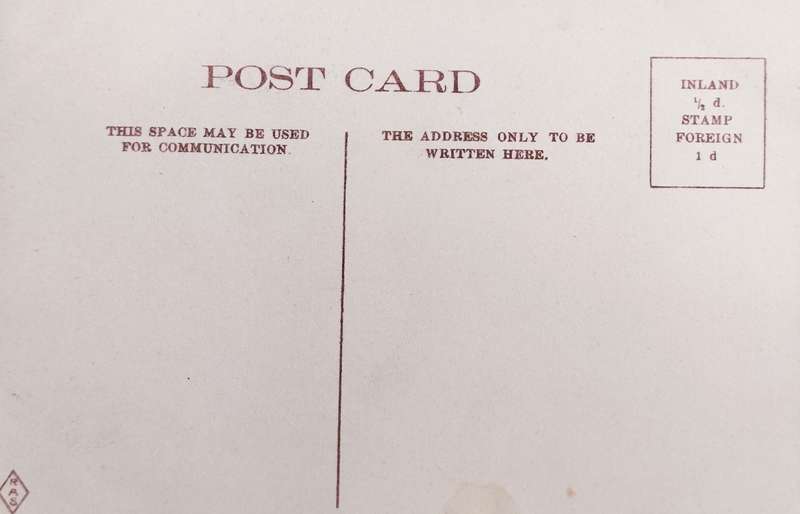 POST CARD
THIS SPACE MAY BE USED
FOR COMMUNICATION.
THE ADDRESS ONLY TO BE
WRITTEN HERE.
INLAND
½ d.
STAMP
FOREIGN
1 d
R
A
S